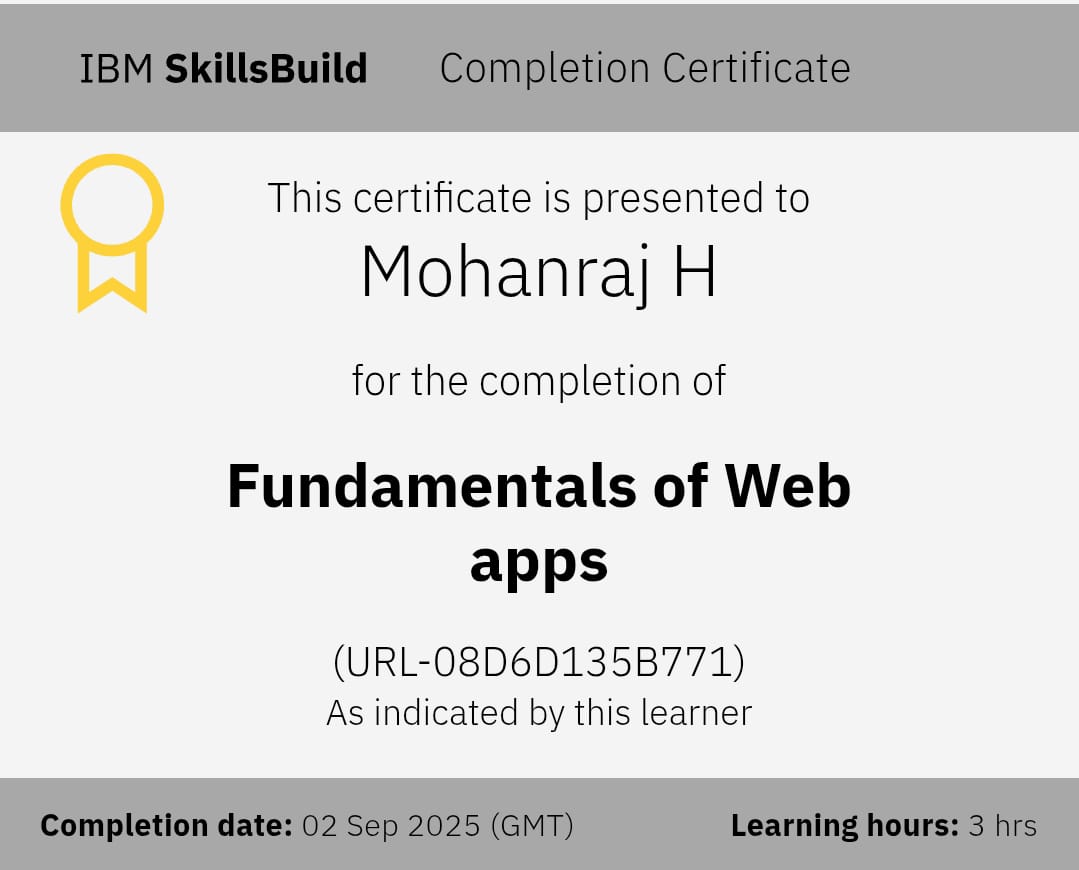 IBM SkillsBuild Completion Certificate
This certificate is presented to
Mohanraj H
for the completion of
Fundamentals of Web
apps
(URL-08D6D135B771)
As indicated by this learner
Completion date: 02 Sep 2025 (GMT) Learning hours: 3 hrs